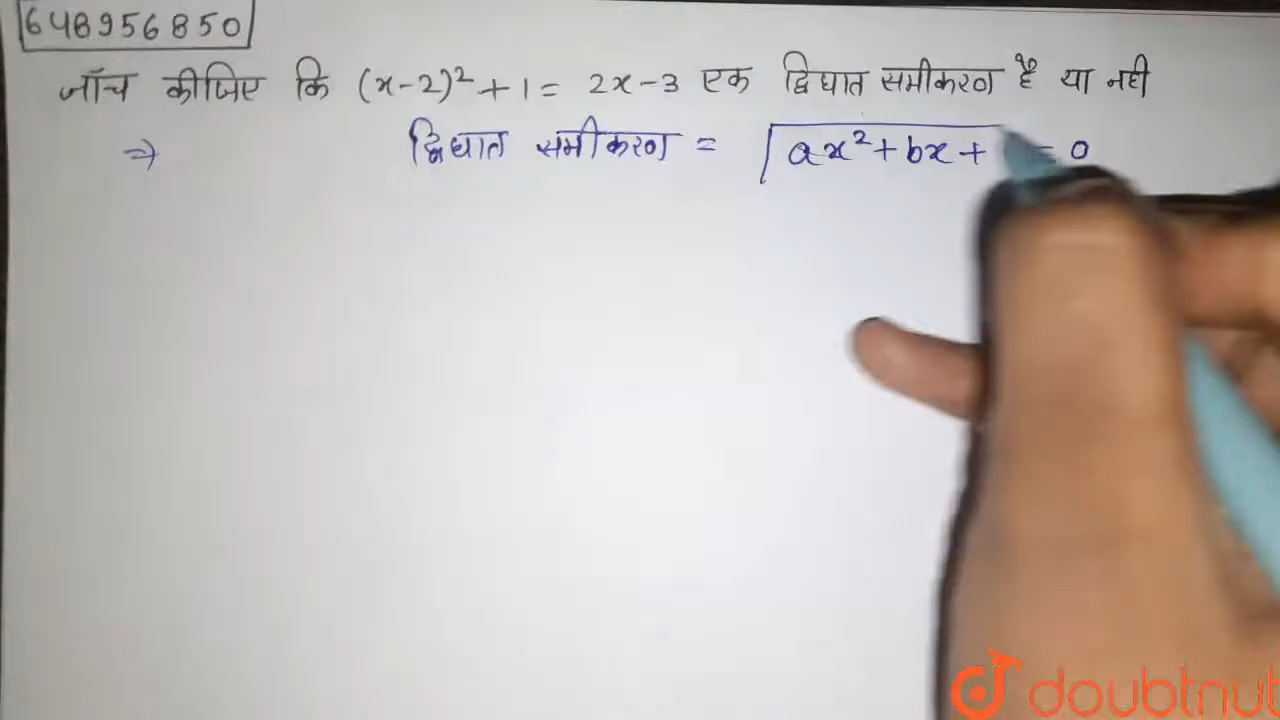 648956850
जाँच कीजिए कि (x-2)² + 1 = 2x - 3 एक द्विघात समीकरण है या नही
⇒ द्विघात समीकरण = ax² + bx + = 0
doubtnut